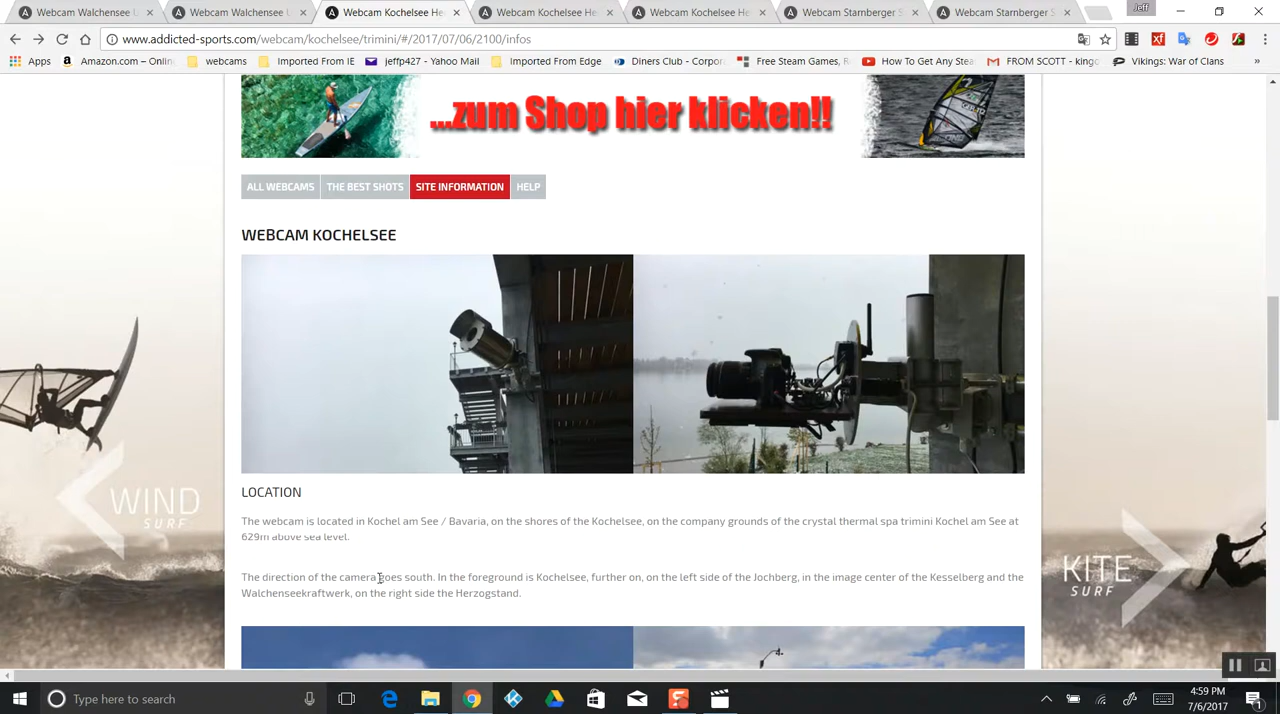 Webcam Walchensee U
Webcam Walchensee U
Webcam Kochelsee He
Webcam Kochelsee He
Webcam Kochelsee He
Webcam Starnberger S
Webcam Starnberger S
Jeff
www.addicted-sports.com/webcam/kochelsee/trimini/#/2017/07/06/2100/infos
Apps Amazon.com – Onlin webcams Imported From IE jeffp427 - Yahoo Mail Imported From Edge Diners Club - Corpor Free Steam Games, R How To Get Any Stea FROM SCOTT - kingc Vikings: War of Clans »
...zum Shop hier klicken!!
ALL WEBCAMS THE BEST SHOTS SITE INFORMATION HELP
WEBCAM KOCHELSEE
LOCATION
The webcam is located in Kochel am See / Bavaria, on the shores of the Kochelsee, on the company grounds of the crystal thermal spa trimini Kochel am See at
629m above sea level.
The direction of the camera goes south. In the foreground is Kochelsee, further on, on the left side of the Jochberg, in the image center of the Kesselberg and the
Walchenseekraftwerk, on the right side the Herzogstand.
WIND
SURF
KITE
SURF
Type here to search
4:59 PM
7/6/2017
1